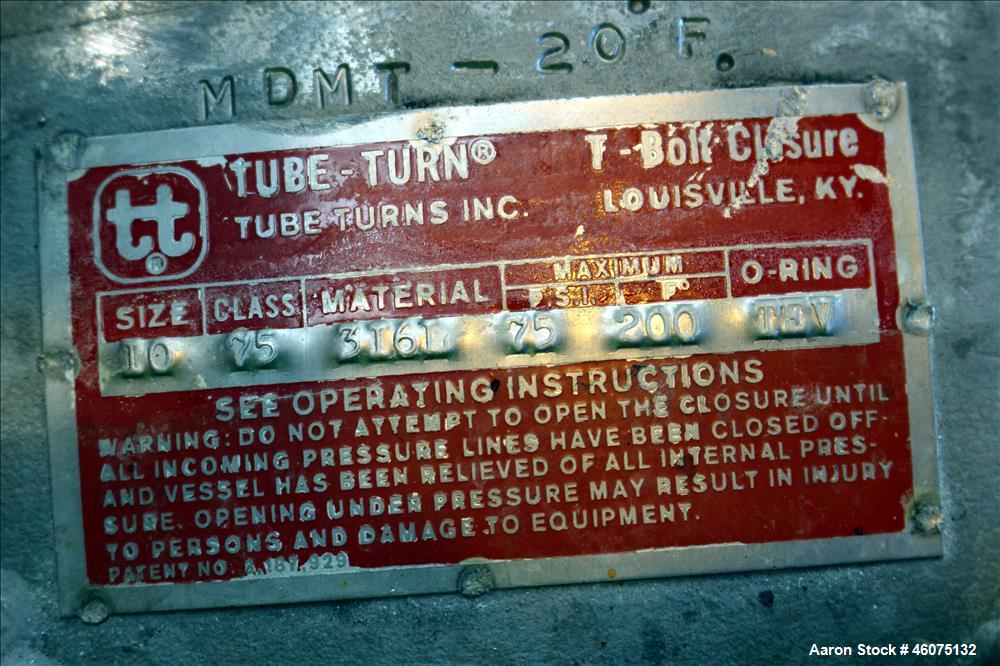 MDMT - 20°F.
tt®
TUBE-TURN® T-Bolt Closure
TUBE TURNS INC. LOUISVILLE, KY.
SIZE CLASS MATERIAL MAXIMUM P.S.I. F° O-RING
10 75 316L 75 200
SEE OPERATING INSTRUCTIONS
WARNING: DO NOT ATTEMPT TO OPEN THE CLOSURE UNTIL
ALL INCOMING PRESSURE LINES HAVE BEEN CLOSED OFF
AND VESSEL HAS BEEN RELIEVED OF ALL INTERNAL PRES-
SURE. OPENING UNDER PRESSURE MAY RESULT IN INJURY
TO PERSONS AND DAMAGE TO EQUIPMENT.
PATENT NO.
Aaron Stock # 46075132